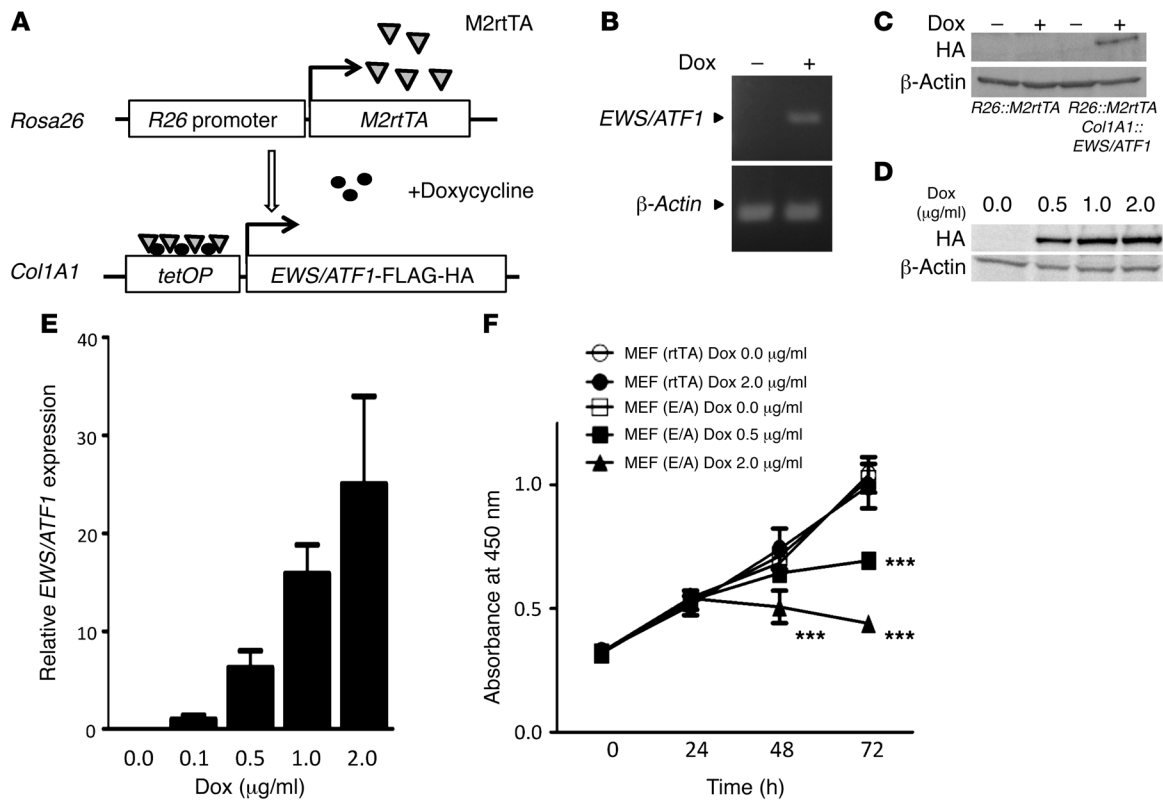 A
M2rtTA
Rosa26
R26 promoter
M2rtTA
+Doxycycline
Col1A1
tetOP
EWS/ATF1-FLAG-HA
B
Dox − +
EWS/ATF1
β-Actin
C
Dox − + − +
HA
β-Actin
R26::M2rtTA R26::M2rtTA
Col1A1::
EWS/ATF1
D
Dox
(μg/ml) 0.0 0.5 1.0 2.0
HA
β-Actin
E
Relative EWS/ATF1 expression
40
30
20
10
0
0.0 0.1 0.5 1.0 2.0
Dox (μg/ml)
F
MEF (rtTA) Dox 0.0 μg/ml
MEF (rtTA) Dox 2.0 μg/ml
MEF (E/A) Dox 0.0 μg/ml
MEF (E/A) Dox 0.5 μg/ml
MEF (E/A) Dox 2.0 μg/ml
Absorbance at 450 nm
1.0
0.5
0.0
***
***
***
0 24 48 72
Time (h)